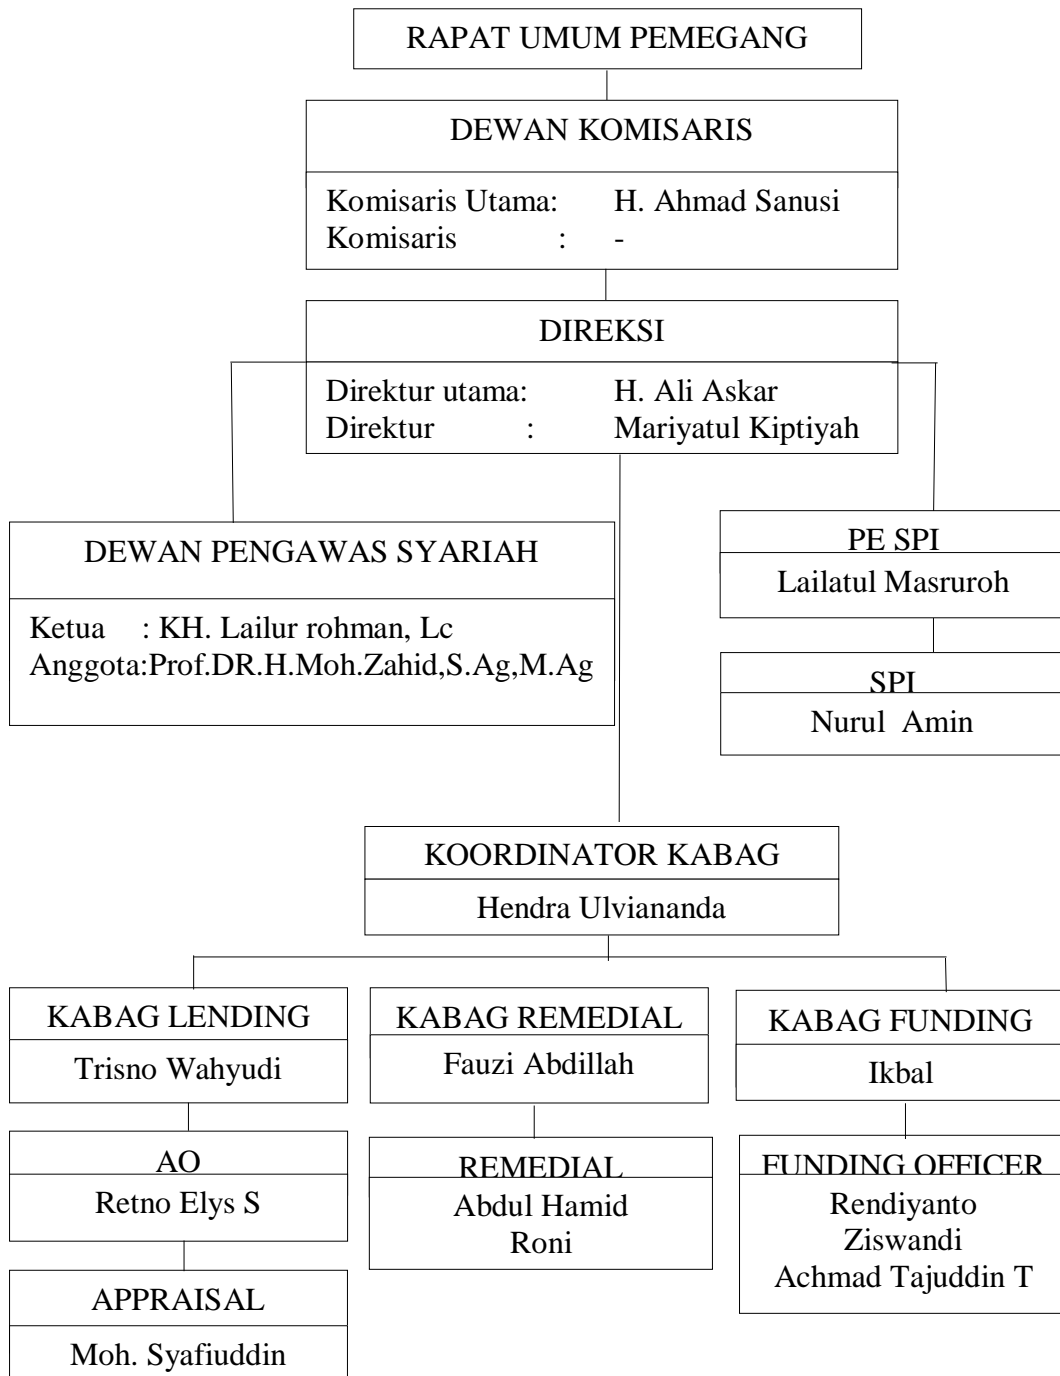 RAPAT UMUM PEMEGANG
DEWAN KOMISARIS
Komisaris Utama: H. Ahmad Sanusi
Komisaris : -
DIREKSI
Direktur utama: H. Ali Askar
Direktur : Mariyatul Kiptiyah
DEWAN PENGAWAS SYARIAH
Ketua : KH. Lailur rohman, Lc
Anggota:Prof.DR.H.Moh.Zahid,S.Ag,M.Ag
PE SPI
Lailatul Masruroh
SPI
Nurul Amin
KOORDINATOR KABAG
Hendra Ulviananda
KABAG LENDING
Trisno Wahyudi
KABAG REMEDIAL
Fauzi Abdillah
KABAG FUNDING
Ikbal
AO
Retno Elys S
REMEDIAL
Abdul Hamid
Roni
FUNDING OFFICER
Rendiyanto
Ziswandi
Achmad Tajuddin T
APPRAISAL
Moh. Syafiuddin